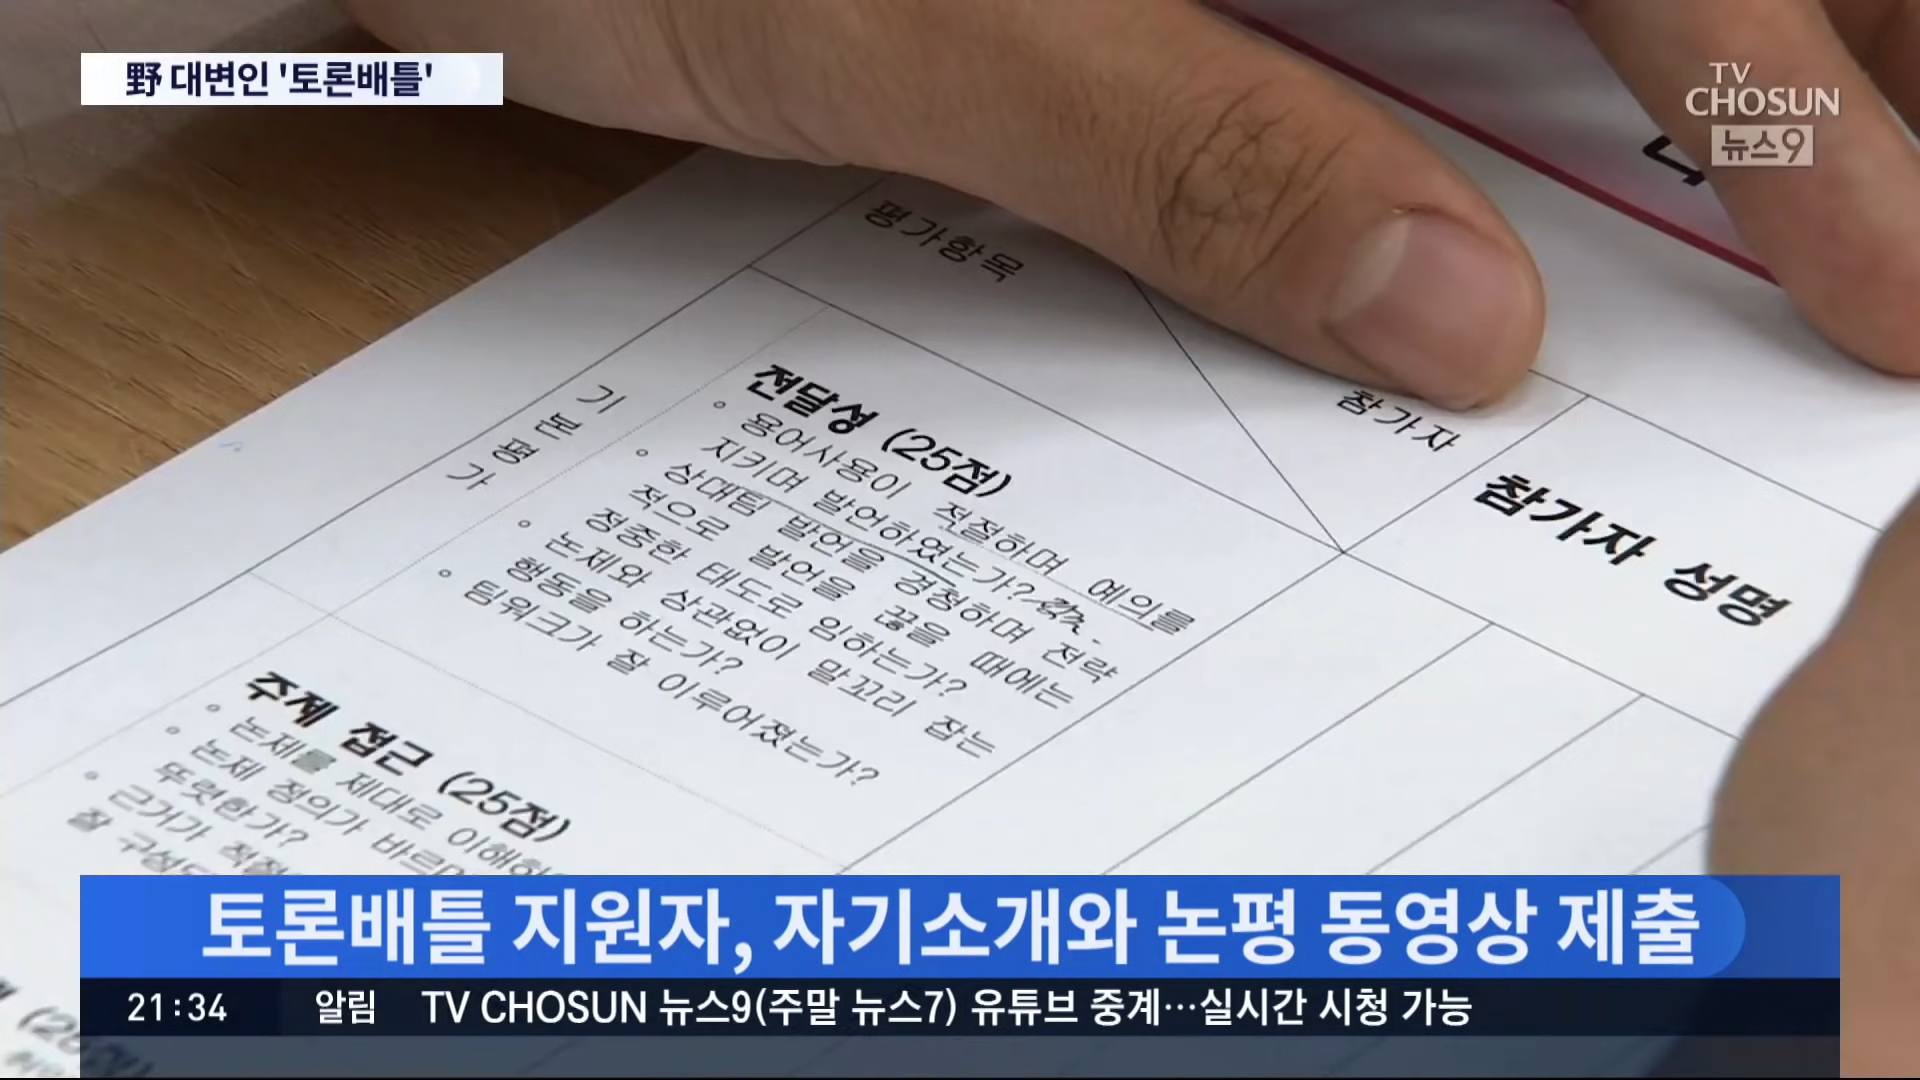 野 대변인 '토론배틀'
TV
CHOSUN
뉴스9
평가항목
참가자
참가자 성명
기본평가
전달성 (25점)
◦ 용어사용이 적절하며 예의를
지키며 발언하였는가?
◦ 상대팀 발언을 경청하며 전략
적으로 발언을 끊을 때에는
정중한 태도로 임하는가?
◦ 논제와 상관없이 말꼬리 잡는
행동을 하는가?
◦ 팀워크가 잘 이루어졌는가?
주제 접근 (25점)
◦ 논제를 제대로
◦ 논제 정의가
뚜렷한가?
◦ 근거가
잘
토론배틀 지원자, 자기소개와 논평 동영상 제출
21:34 알림 TV CHOSUN 뉴스9(주말 뉴스7) 유튜브 중계…실시간 시청 가능